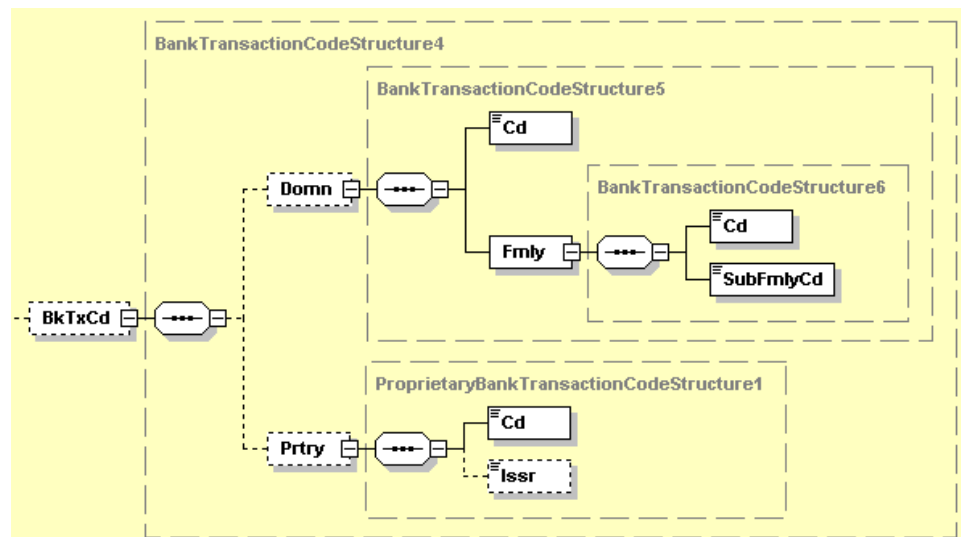 BankTransactionCodeStructure4
BankTransactionCodeStructure5
Cd
BankTransactionCodeStructure6
Domn
Cd
Fmly
SubFmlyCd
BkTxCd
ProprietaryBankTransactionCodeStructure1
Cd
Prtry
Issr